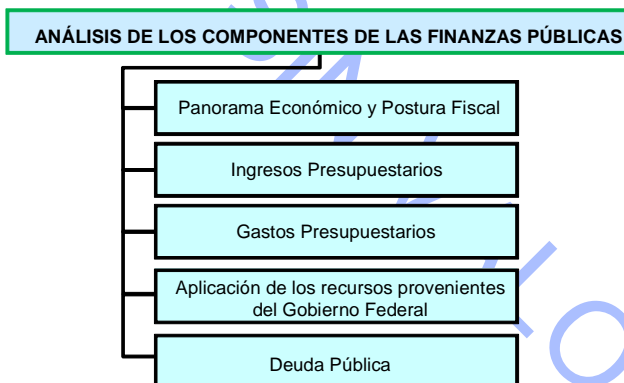 ANÁLISIS DE LOS COMPONENTES DE LAS FINANZAS PÚBLICAS
Panorama Económico y Postura Fiscal
Ingresos Presupuestarios
Gastos Presupuestarios
Aplicación de los recursos provenientes
del Gobierno Federal
Deuda Pública